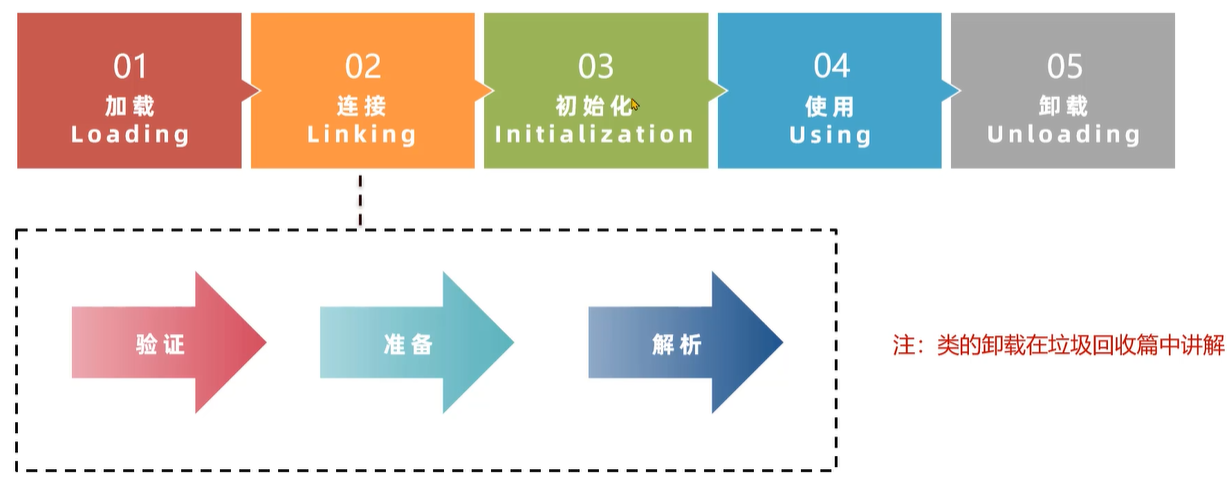 01
加载
Loading
02
连接
Linking
03
初始化
Initialization
04
使用
Using
05
卸载
Unloading
验证
准备
解析
注：类的卸载在垃圾回收篇中讲解